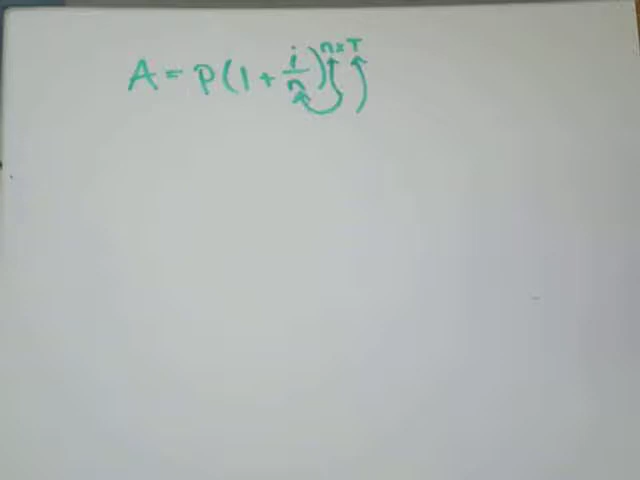 A = P(1 + i/n)^(n×T)